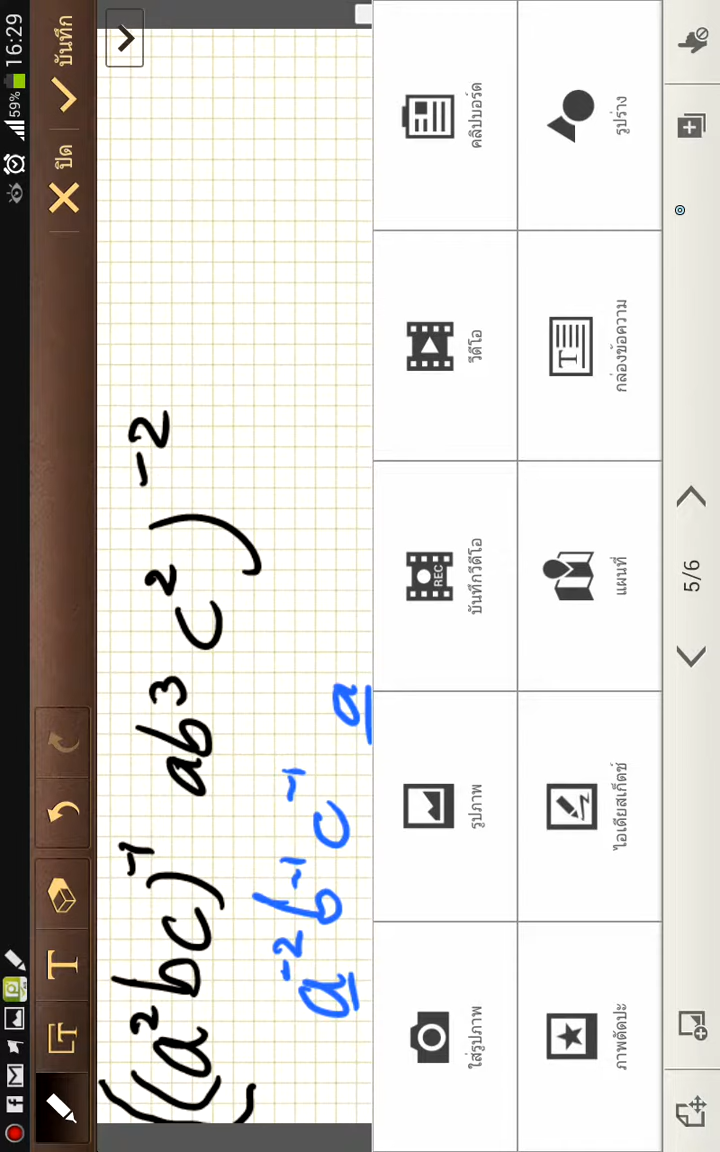 59% 16:29
ปิด บันทึก
((a²bc)⁻¹ ab³c²)⁻²
a⁻²b⁻¹c⁻¹ a
ใส่รูปภาพ รูปภาพ บันทึกวิดีโอ วิดีโอ คลิปบอร์ด
ภาพตัดปะ ไอเดียสเก็ตช์ แผนที่ กล่องข้อความ รูปร่าง
5/6